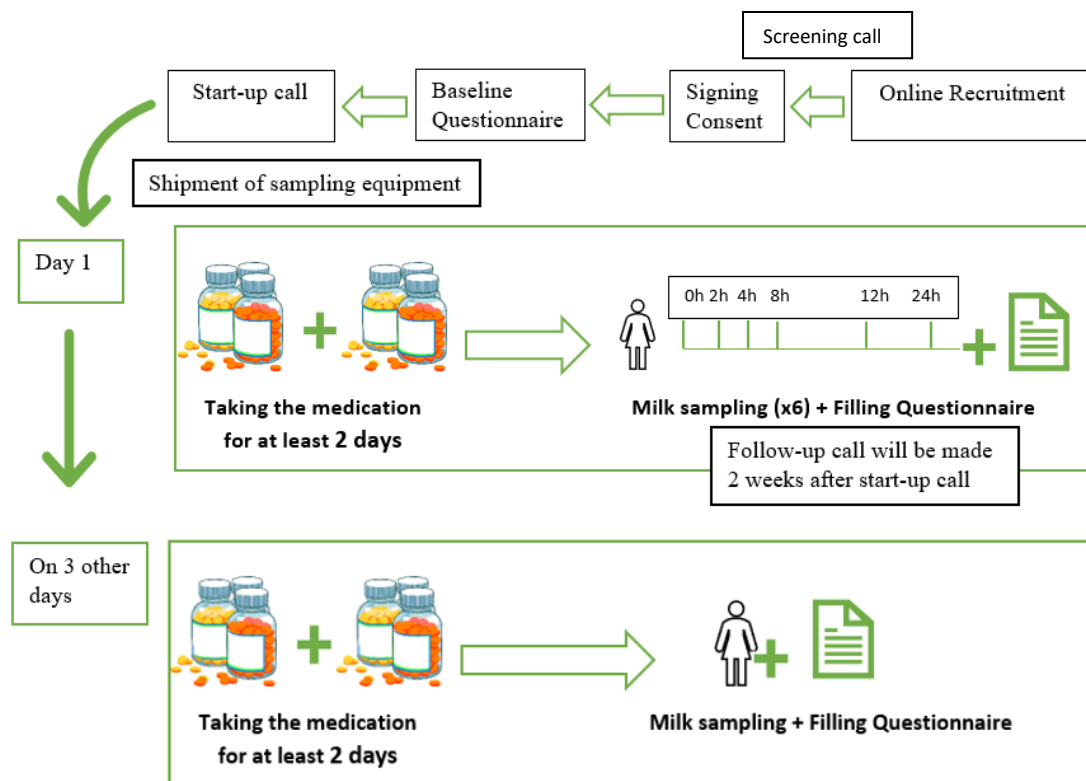 Screening call
Start-up call
Baseline
Questionnaire
Signing
Consent
Online Recruitment
Shipment of sampling equipment
Day 1
0h 2h 4h 8h 12h 24h
Taking the medication
for at least 2 days
Milk sampling (x6) + Filling Questionnaire
Follow-up call will be made
2 weeks after start-up call
On 3 other
days
Taking the medication
for at least 2 days
Milk sampling + Filling Questionnaire